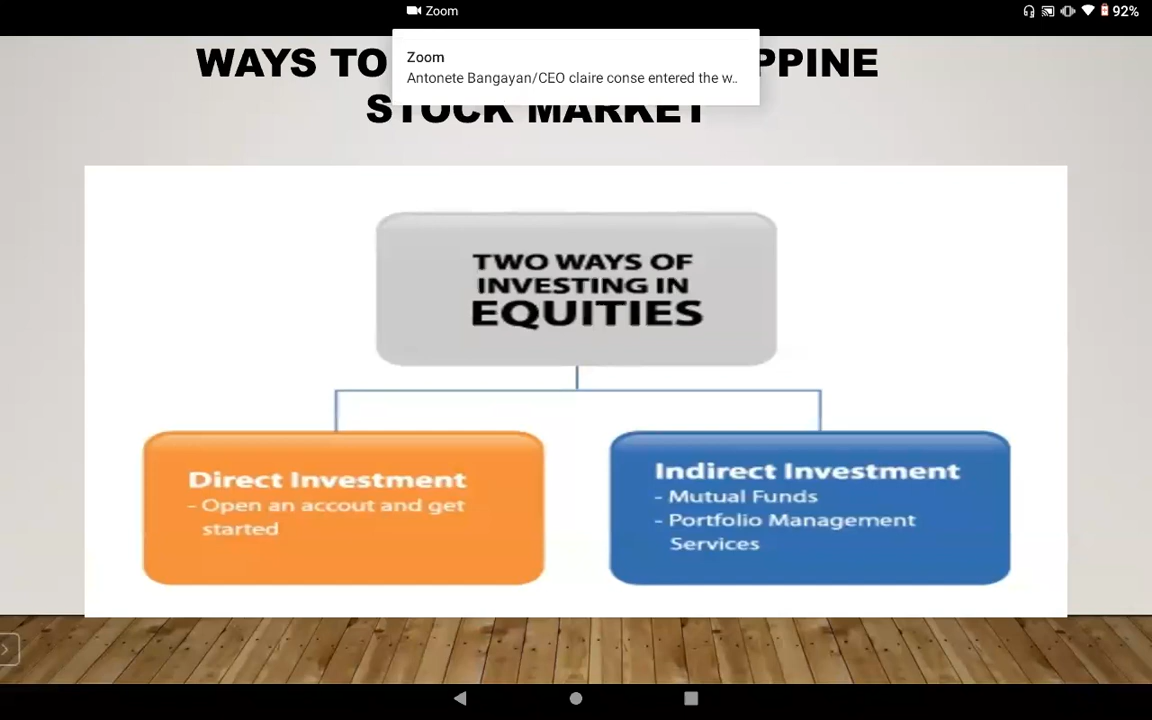 Zoom
92%
Zoom
Antonete Bangayan/CEO claire conse entered the w..
WAYS TO PPINE
STOCK MARKET
TWO WAYS OF
INVESTING IN
EQUITIES
Direct Investment
- Open an accout and get
started
Indirect Investment
- Mutual Funds
- Portfolio Management
Services